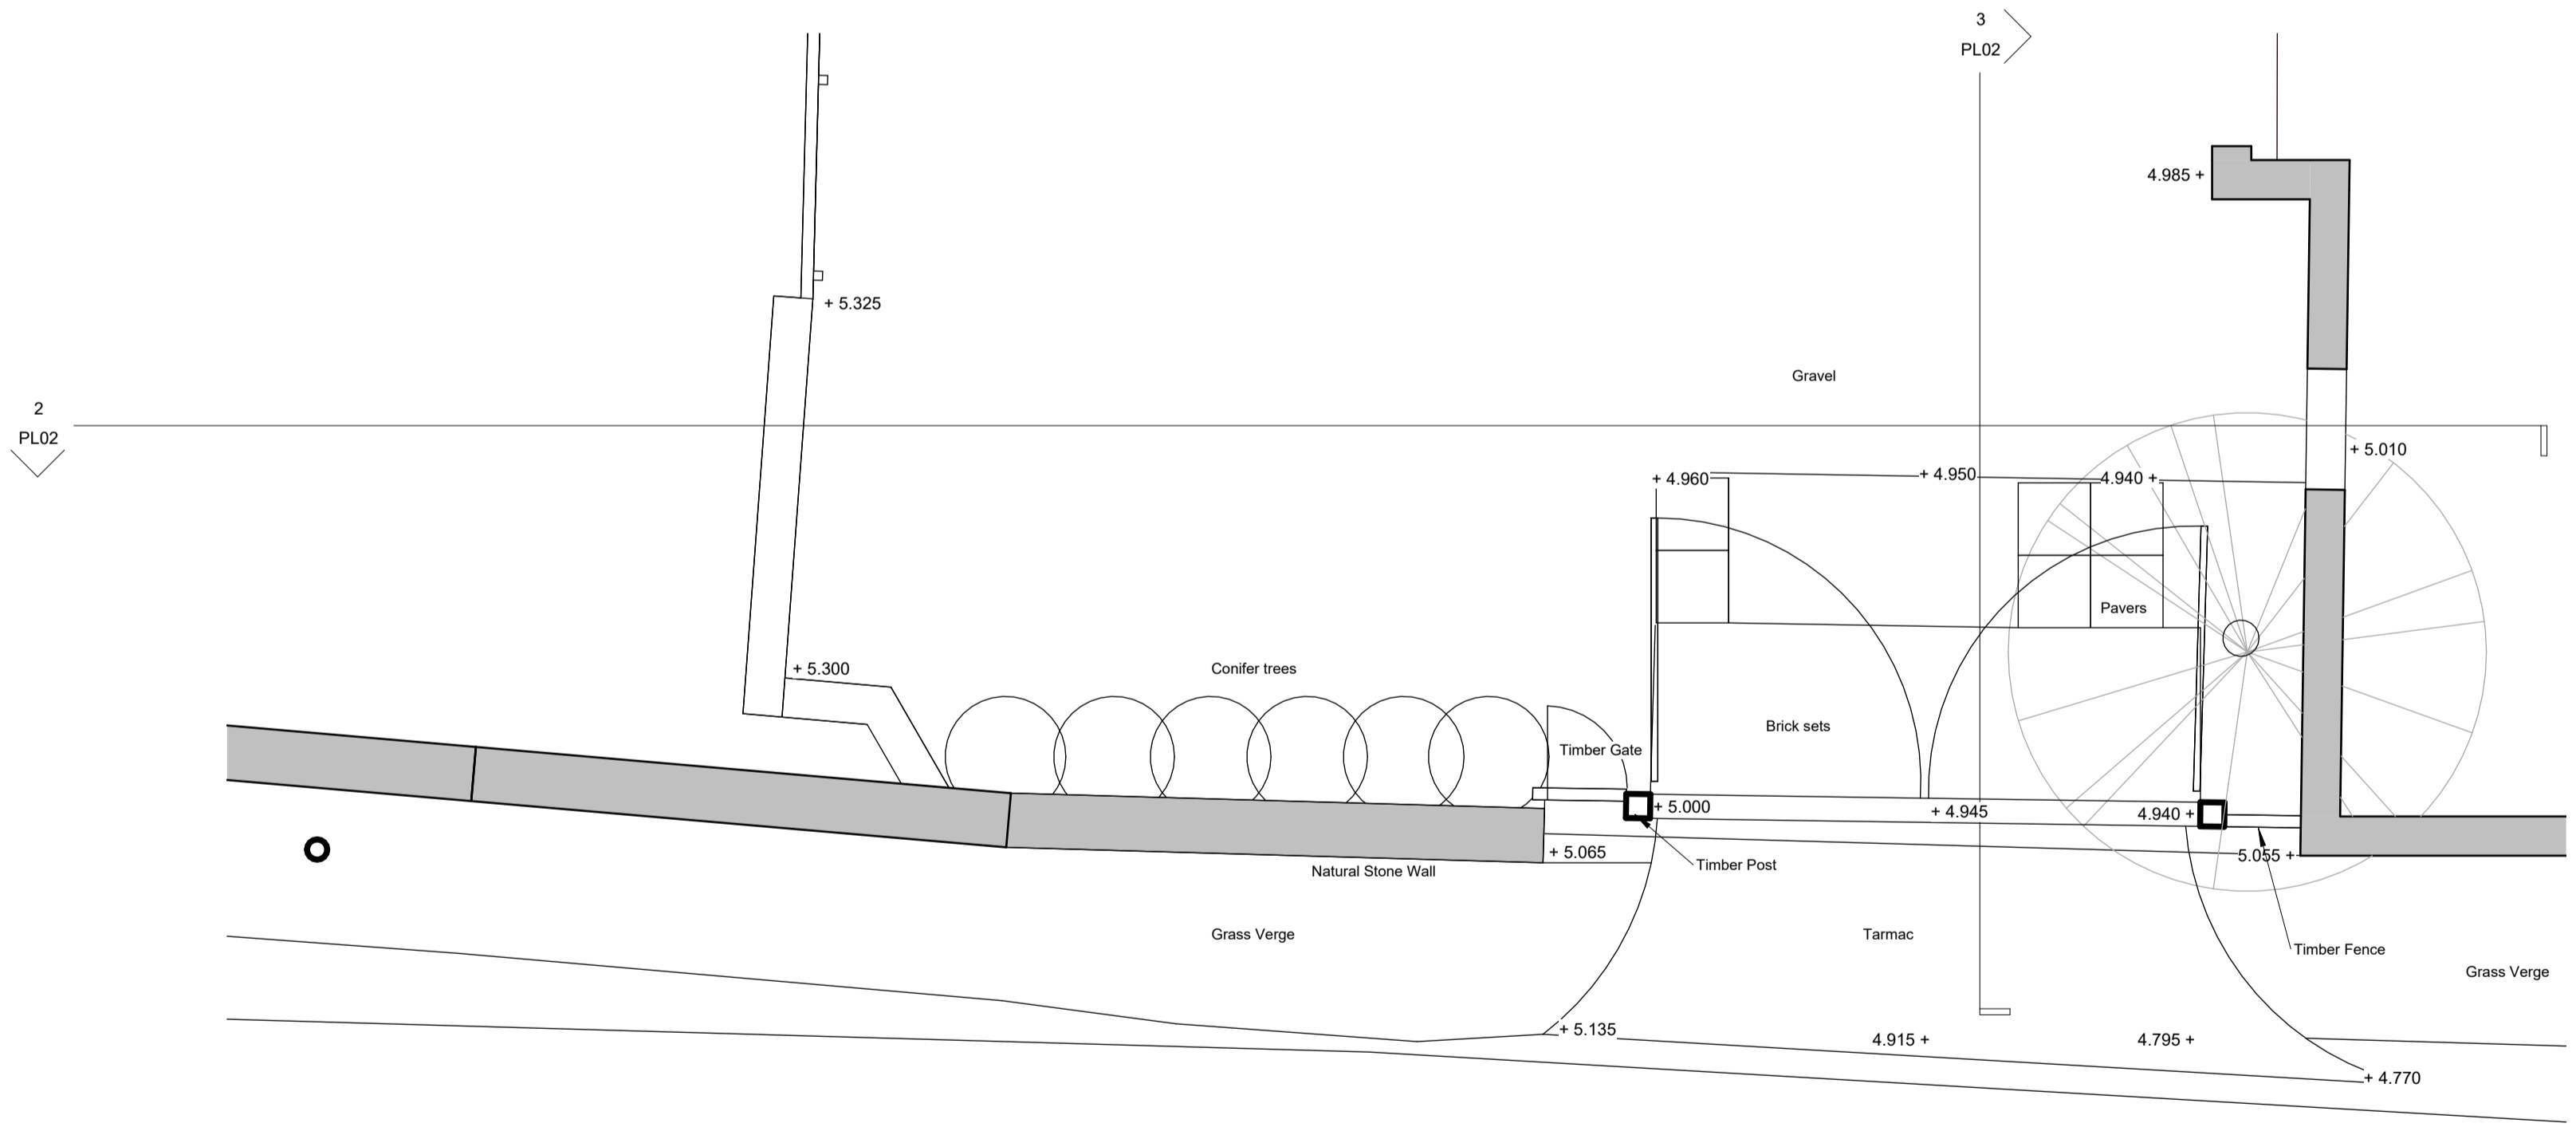 3
PL02
4.985 +
+ 5.325
Gravel
2
PL02
+ 5.010
+ 4.960
+ 4.950
4.940 +
Pavers
+ 5.300
Conifer trees
Brick sets
Timber Gate
+ 5.000
+ 4.945
4.940 +
+ 5.065
5.055 +
Timber Post
Natural Stone Wall
Grass Verge
Tarmac
Timber Fence
Grass Verge
+ 5.135
4.915 +
4.795 +
+ 4.770